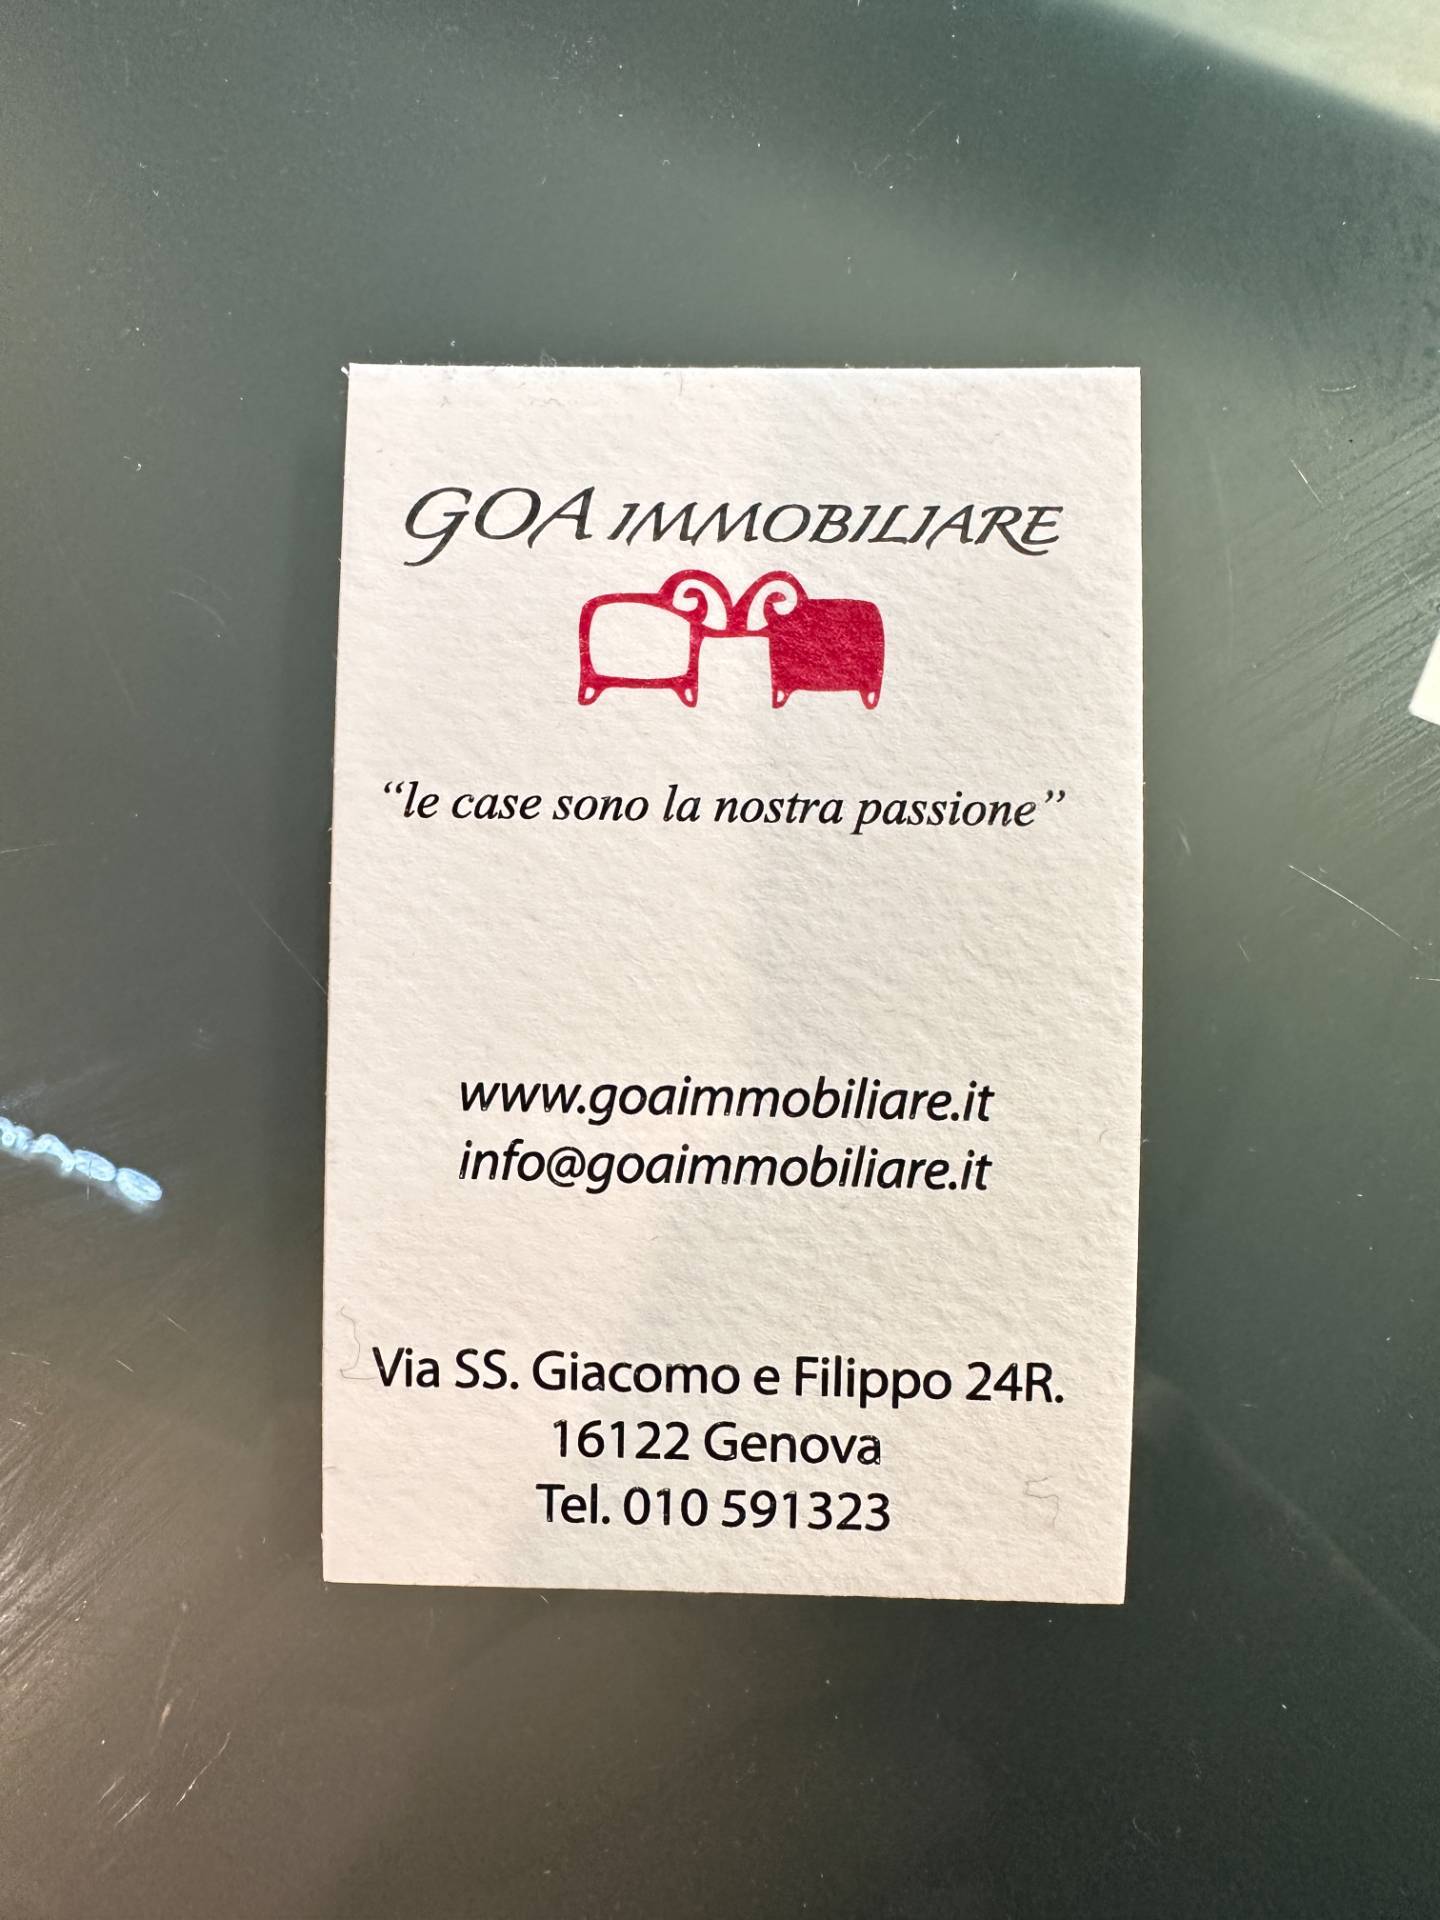 GOA IMMOBILIARE
“le case sono la nostra passione”
www.goaimmobiliare.it
info@goaimmobiliare.it
Via SS. Giacomo e Filippo 24R.
16122 Genova
Tel. 010 591323